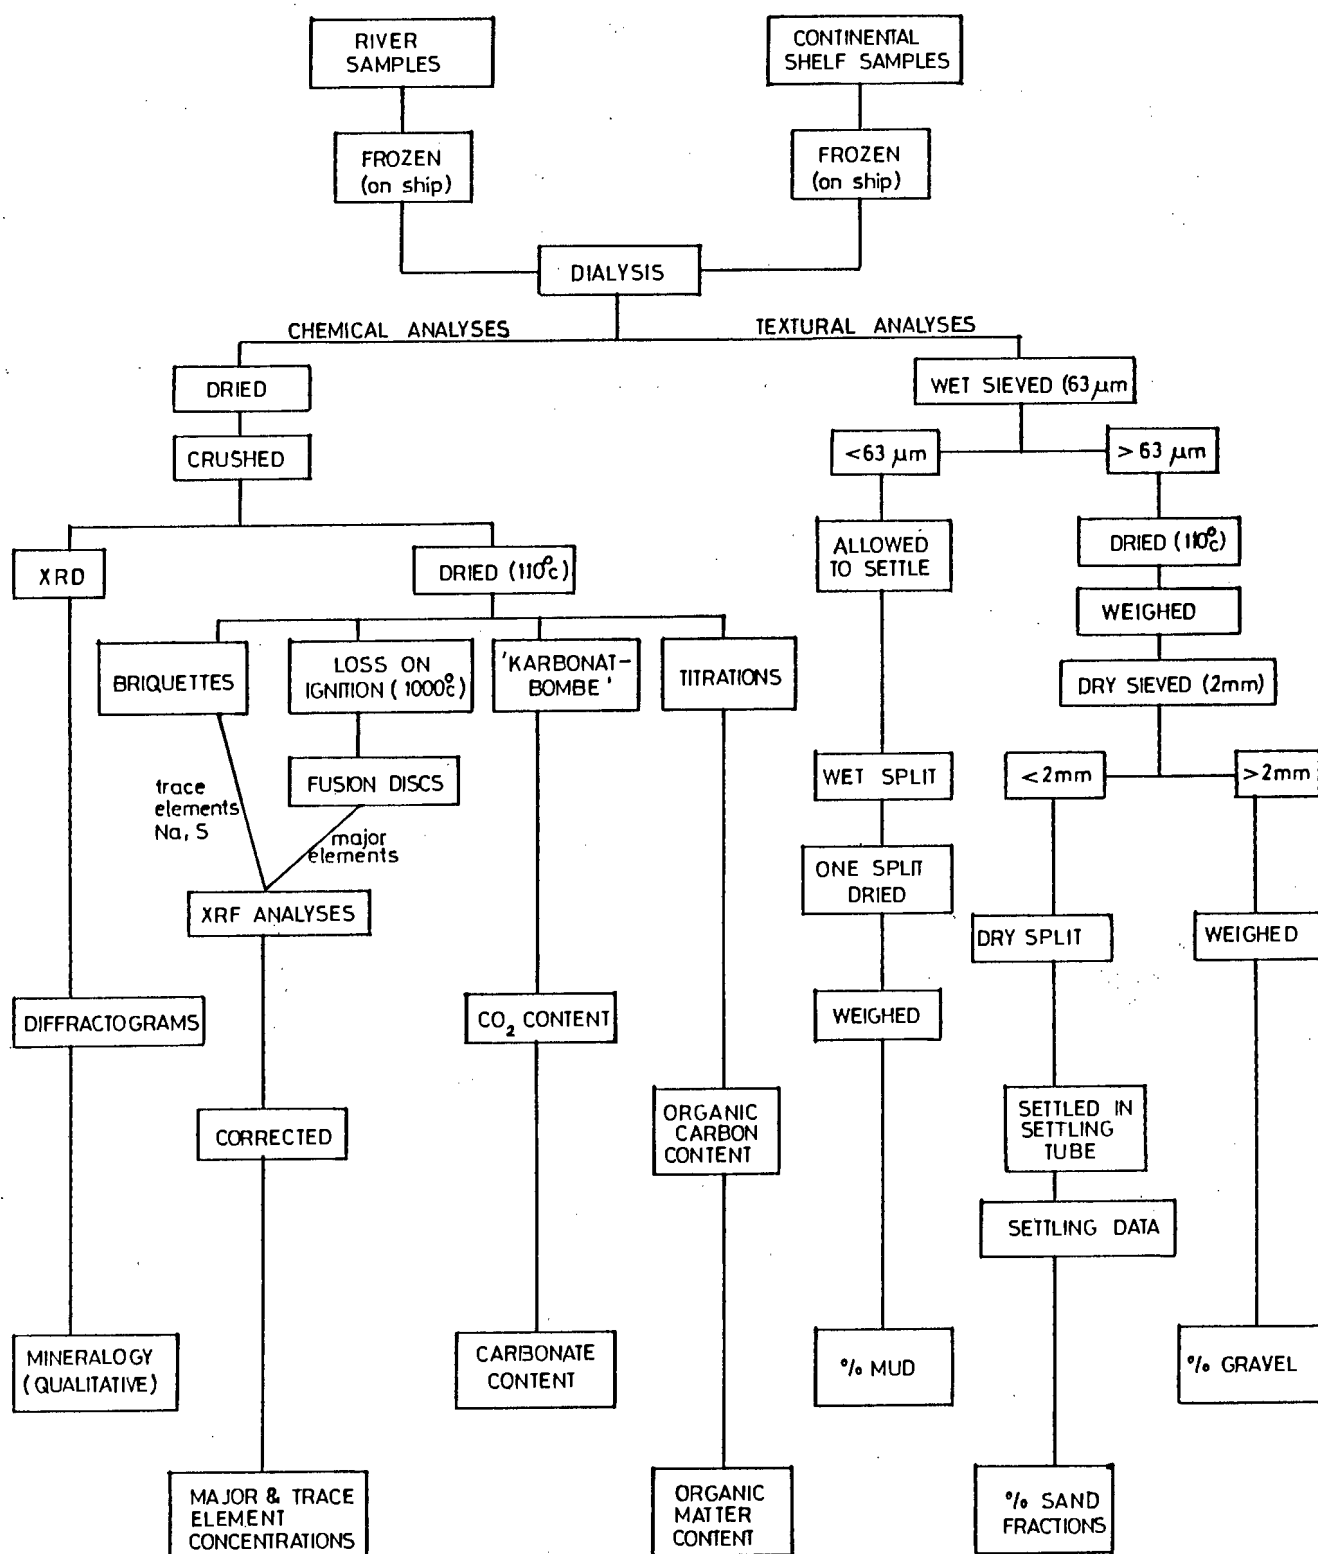 RIVER
SAMPLES
CONTINENTAL
SHELF SAMPLES
FROZEN
(on ship)
FROZEN
(on ship)
DIALYSIS
CHEMICAL ANALYSES
TEXTURAL ANALYSES
DRIED
WET SIEVED (63 µm
CRUSHED
<63 µm
> 63 µm
XRD
DRIED (110°C)
ALLOWED
TO SETTLE
DRIED (110°C)
WEIGHED
BRIQUETTES
LOSS ON
IGNITION ( 1000°C)
'KARBONAT-
BOMBE'
TITRATIONS
DRY SIEVED (2mm)
trace
elements
Na, S
FUSION DISCS
major
elements
WET SPLIT
<2mm
>2mm
ONE SPLIT
DRIED
XRF ANALYSES
DRY SPLIT
WEIGHED
DIFFRACTOGRAMS
CO₂ CONTENT
WEIGHED
CORRECTED
ORGANIC
CARBON
CONTENT
SETTLED IN
SETTLING
TUBE
SETTLING DATA
MINERALOGY
(QUALITATIVE)
CARBONATE
CONTENT
% MUD
% GRAVEL
MAJOR & TRACE
ELEMENT
CONCENTRATIONS
ORGANIC
MATTER
CONTENT
% SAND
FRACTIONS